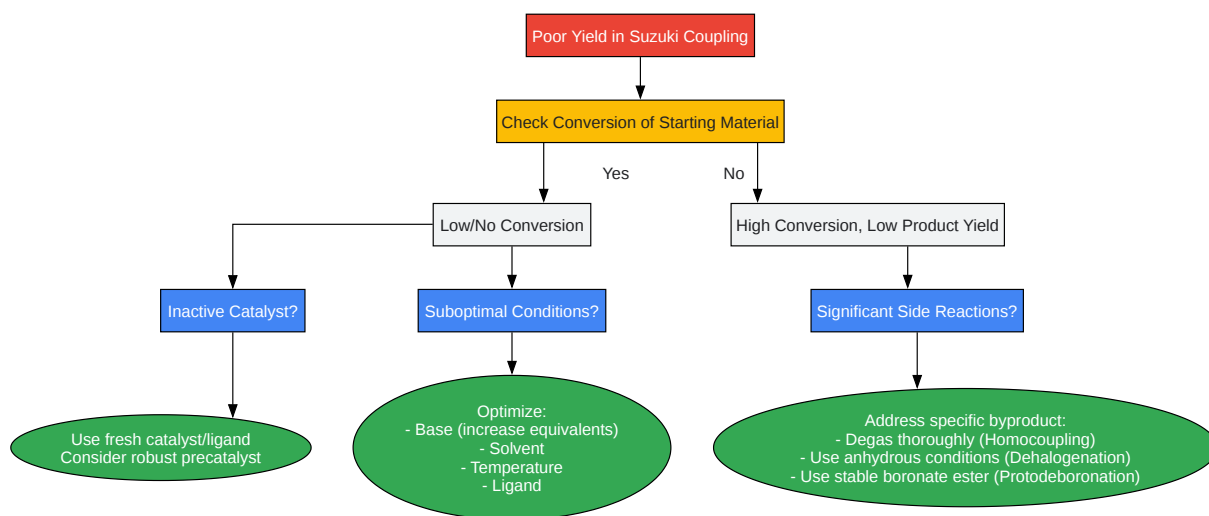 Poor Yield in Suzuki Coupling
Check Conversion of Starting Material
Yes
No
Low/No Conversion
High Conversion, Low Product Yield
Inactive Catalyst?
Suboptimal Conditions?
Significant Side Reactions?
Use fresh catalyst/ligand
Consider robust precatalyst
Optimize:
- Base (increase equivalents)
- Solvent
- Temperature
- Ligand
Address specific byproduct:
- Degas thoroughly (Homocoupling)
- Use anhydrous conditions (Dehalogenation)
- Use stable boronate ester (Protodeboronation)